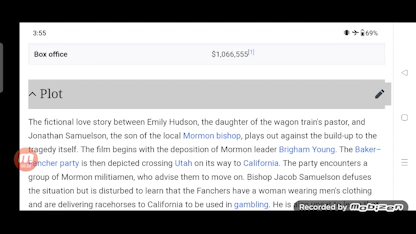 3:55
69%
Box office $1,066,555[1]
Plot
The fictional love story between Emily Hudson, the daughter of the wagon train's pastor, and
Jonathan Samuelson, the son of the local Mormon bishop, plays out against the build-up to the
tragedy itself. The film begins with the deposition of Mormon leader Brigham Young. The Baker–
Fancher party is then depicted crossing Utah on its way to California. The party encounters a
group of Mormon militiamen, who advise them to move on. Bishop Jacob Samuelson defuses
the situation but is disturbed to learn that the Fanchers have a woman wearing men's clothing
and are delivering racehorses to California to be used in gambling. He is
Recorded by Mobizen